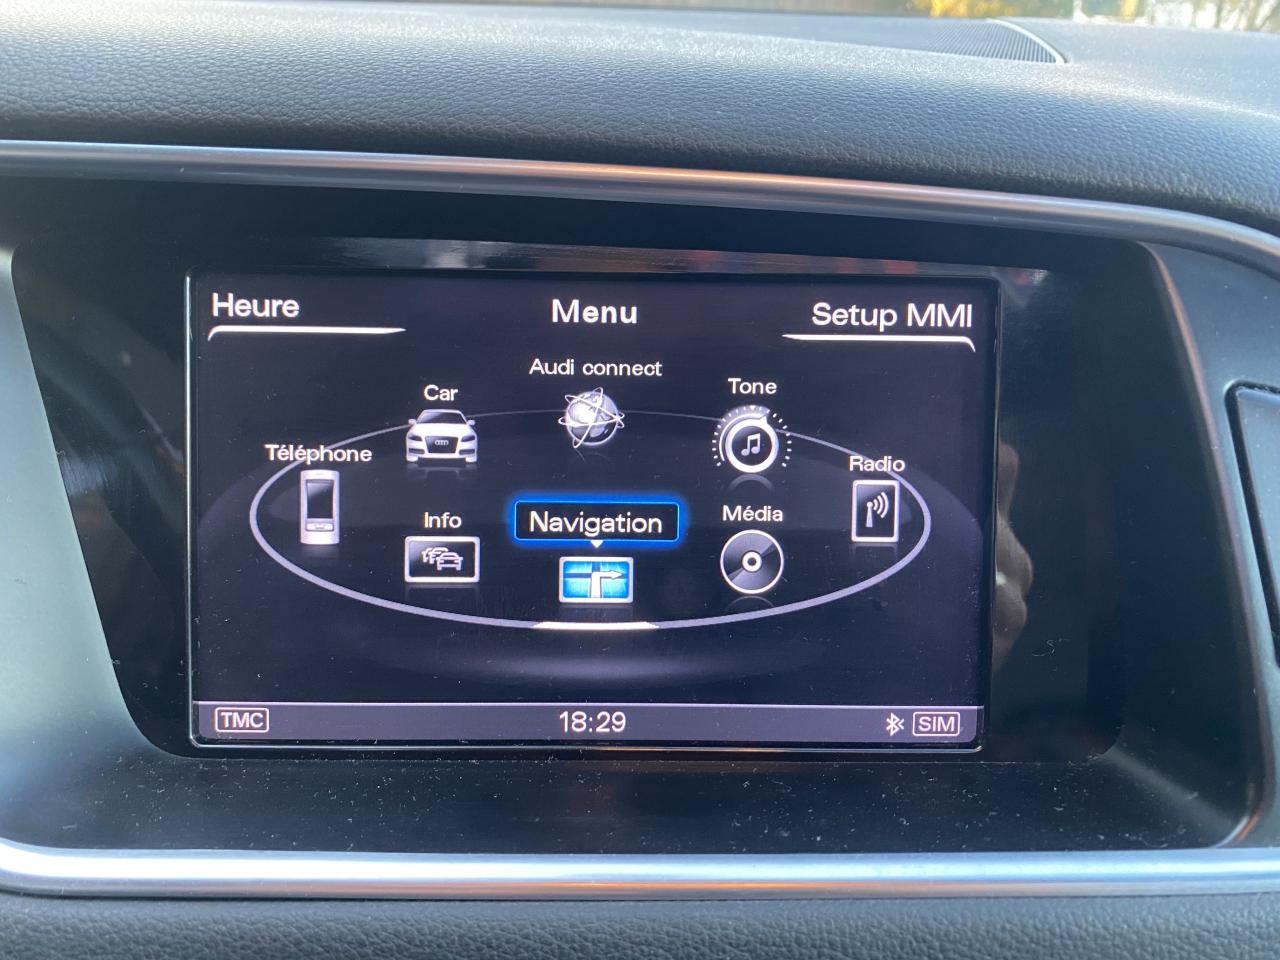 Heure
Menu
Setup MMI
Audi connect
Car
Tone
Téléphone
Radio
Info
Navigation
Média
TMC
18:29
SIM